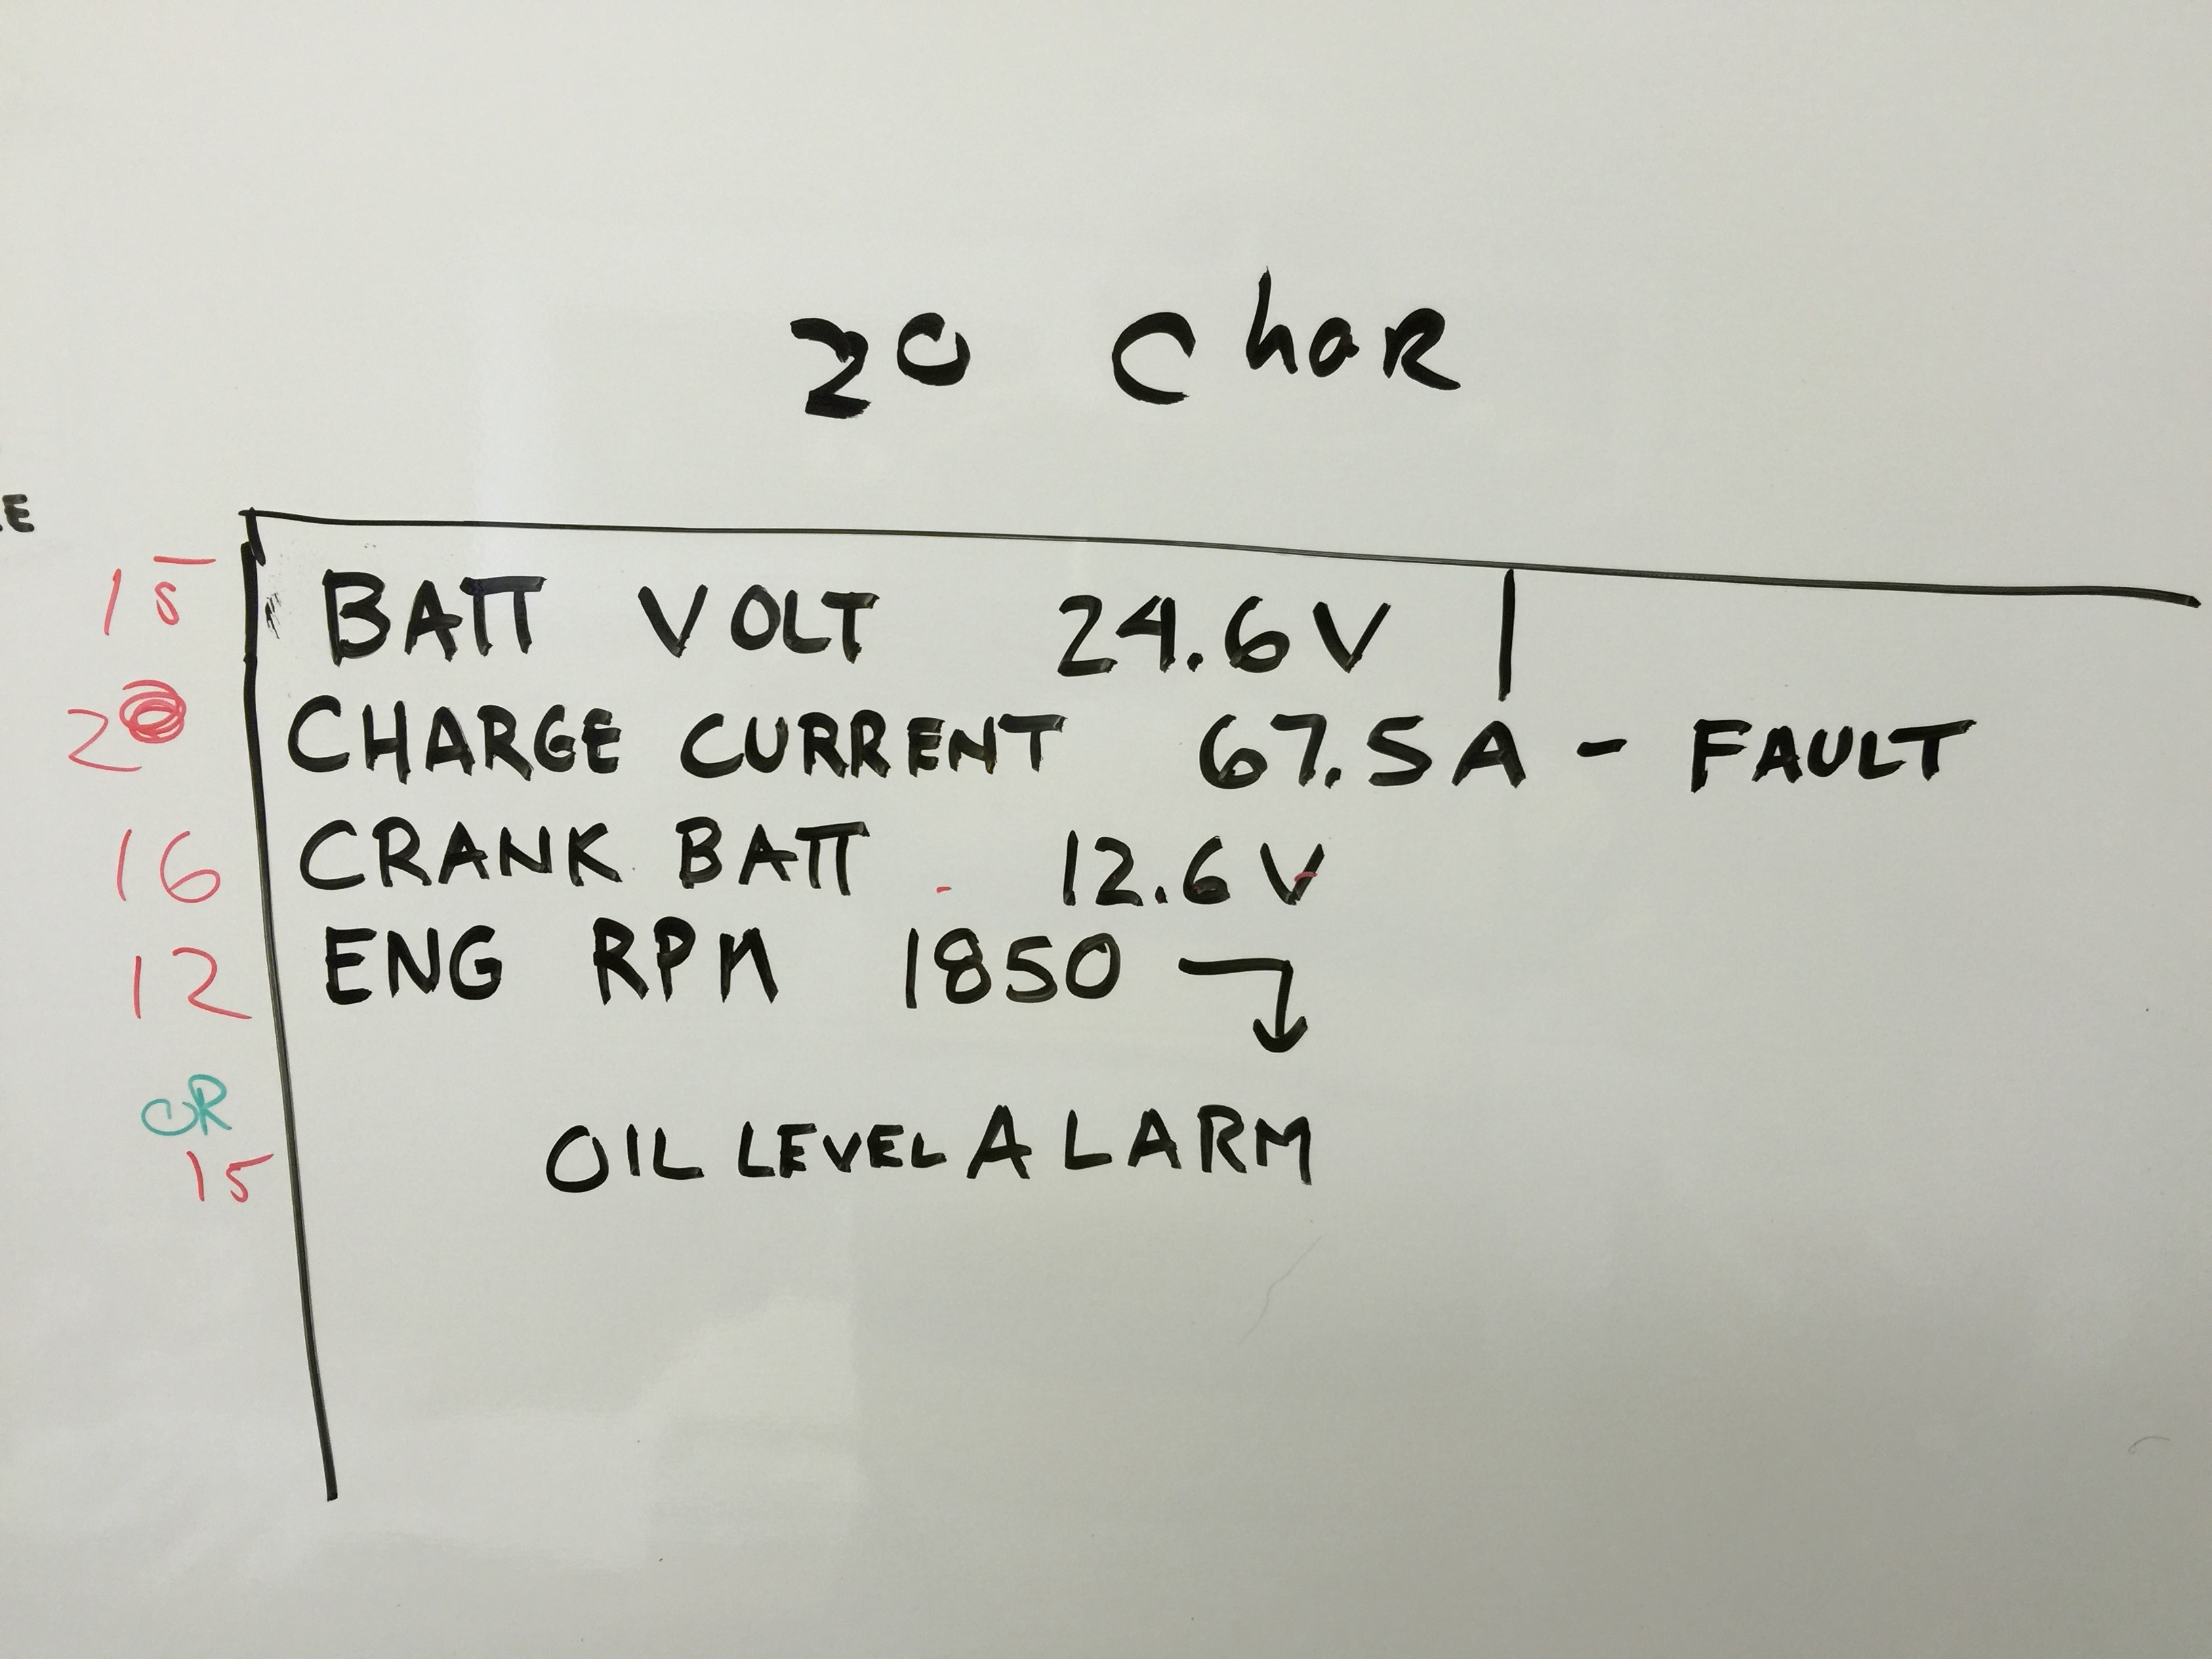 20 Char
E
15 BATT VOLT 24.6V
20 CHARGE CURRENT 67.5A - FAULT
16 CRANK BATT 12.6V
12 ENG RPM 1850
OR
15 OIL LEVEL ALARM